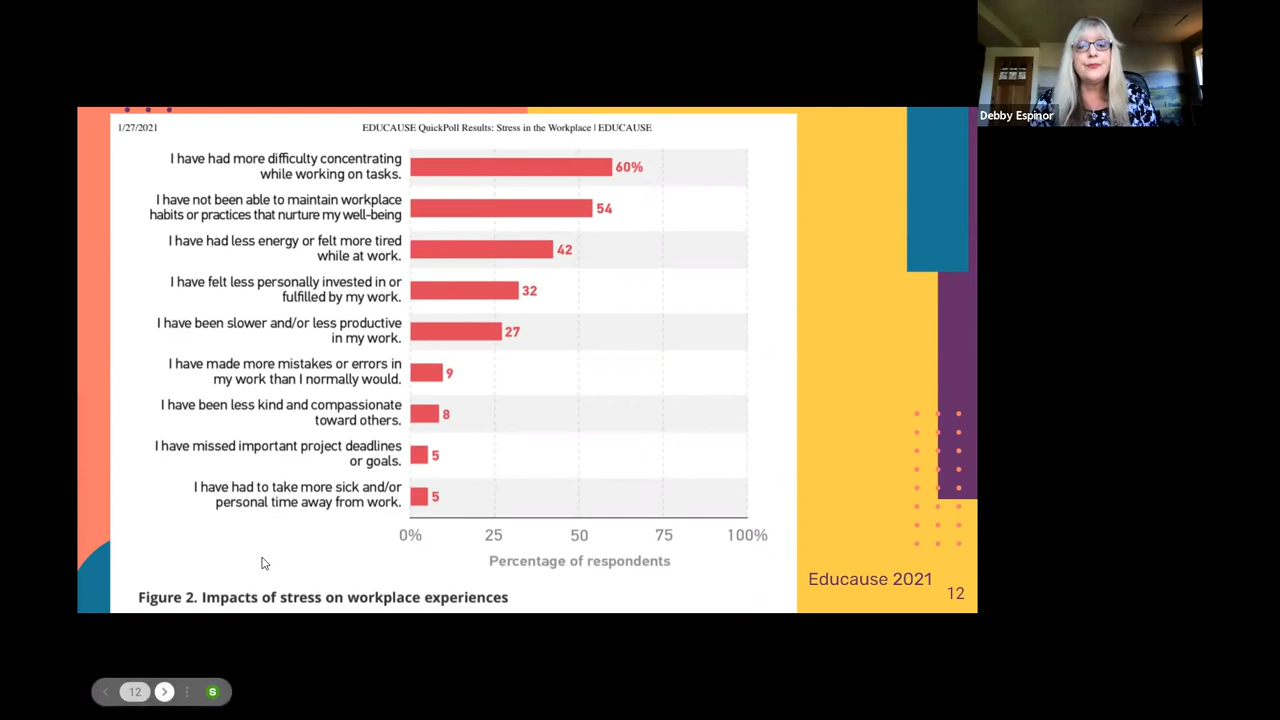 Debby Espinor
1/27/2021 EDUCAUSE QuickPoll Results: Stress in the Workplace | EDUCAUSE
I have had more difficulty concentrating
while working on tasks.
60%
I have not been able to maintain workplace
habits or practices that nurture my well-being
54
I have had less energy or felt more tired
while at work.
42
I have felt less personally invested in or
fulfilled by my work.
32
I have been slower and/or less productive
in my work.
27
I have made more mistakes or errors in
my work than I normally would.
9
I have been less kind and compassionate
toward others.
8
I have missed important project deadlines
or goals.
5
I have had to take more sick and/or
personal time away from work.
5
0% 25 50 75 100%
Percentage of respondents
Figure 2. Impacts of stress on workplace experiences
Educause 2021
12
12
S